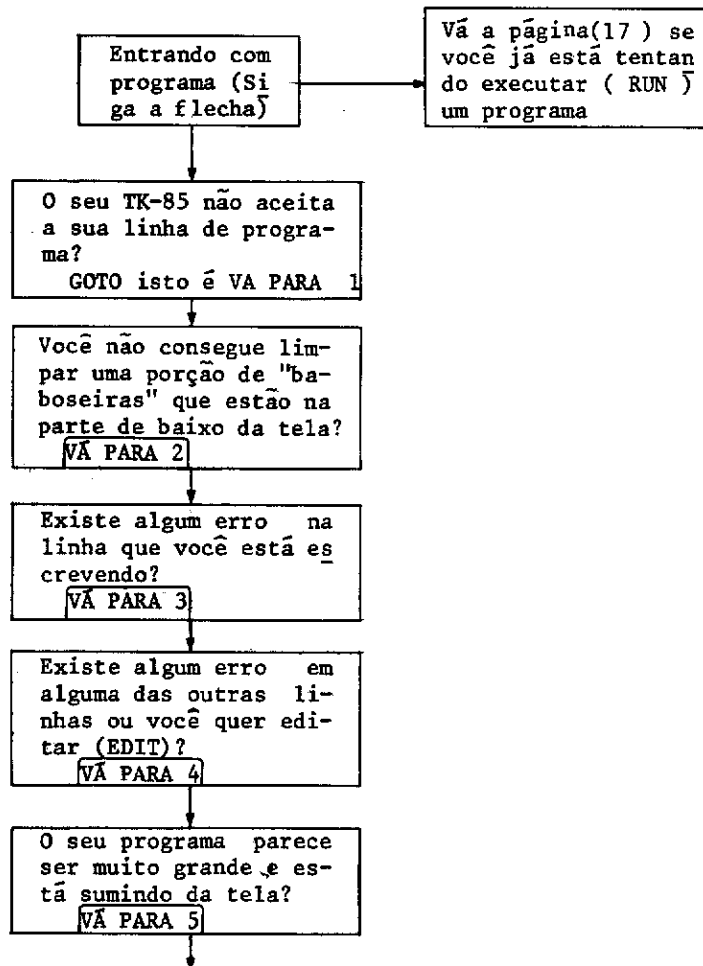 Entrando com
programa (Si
ga a flecha)
Vá a página(17 ) se
você já está tentan
do executar ( RUN )
um programa
O seu TK-85 não aceita
a sua linha de progra-
ma?
GOTO isto é VA PARA 1
Você não consegue lim-
par uma porção de "ba-
boseiras" que estão na
parte de baixo da tela?
VÁ PARA 2
Existe algum erro na
linha que você está es
crevendo?
VÁ PARA 3
Existe algum erro em
alguma das outras li-
nhas ou você quer edi-
tar (EDIT)?
VÁ PARA 4
O seu programa parece
ser muito grande e es-
tá sumindo da tela?
VÁ PARA 5